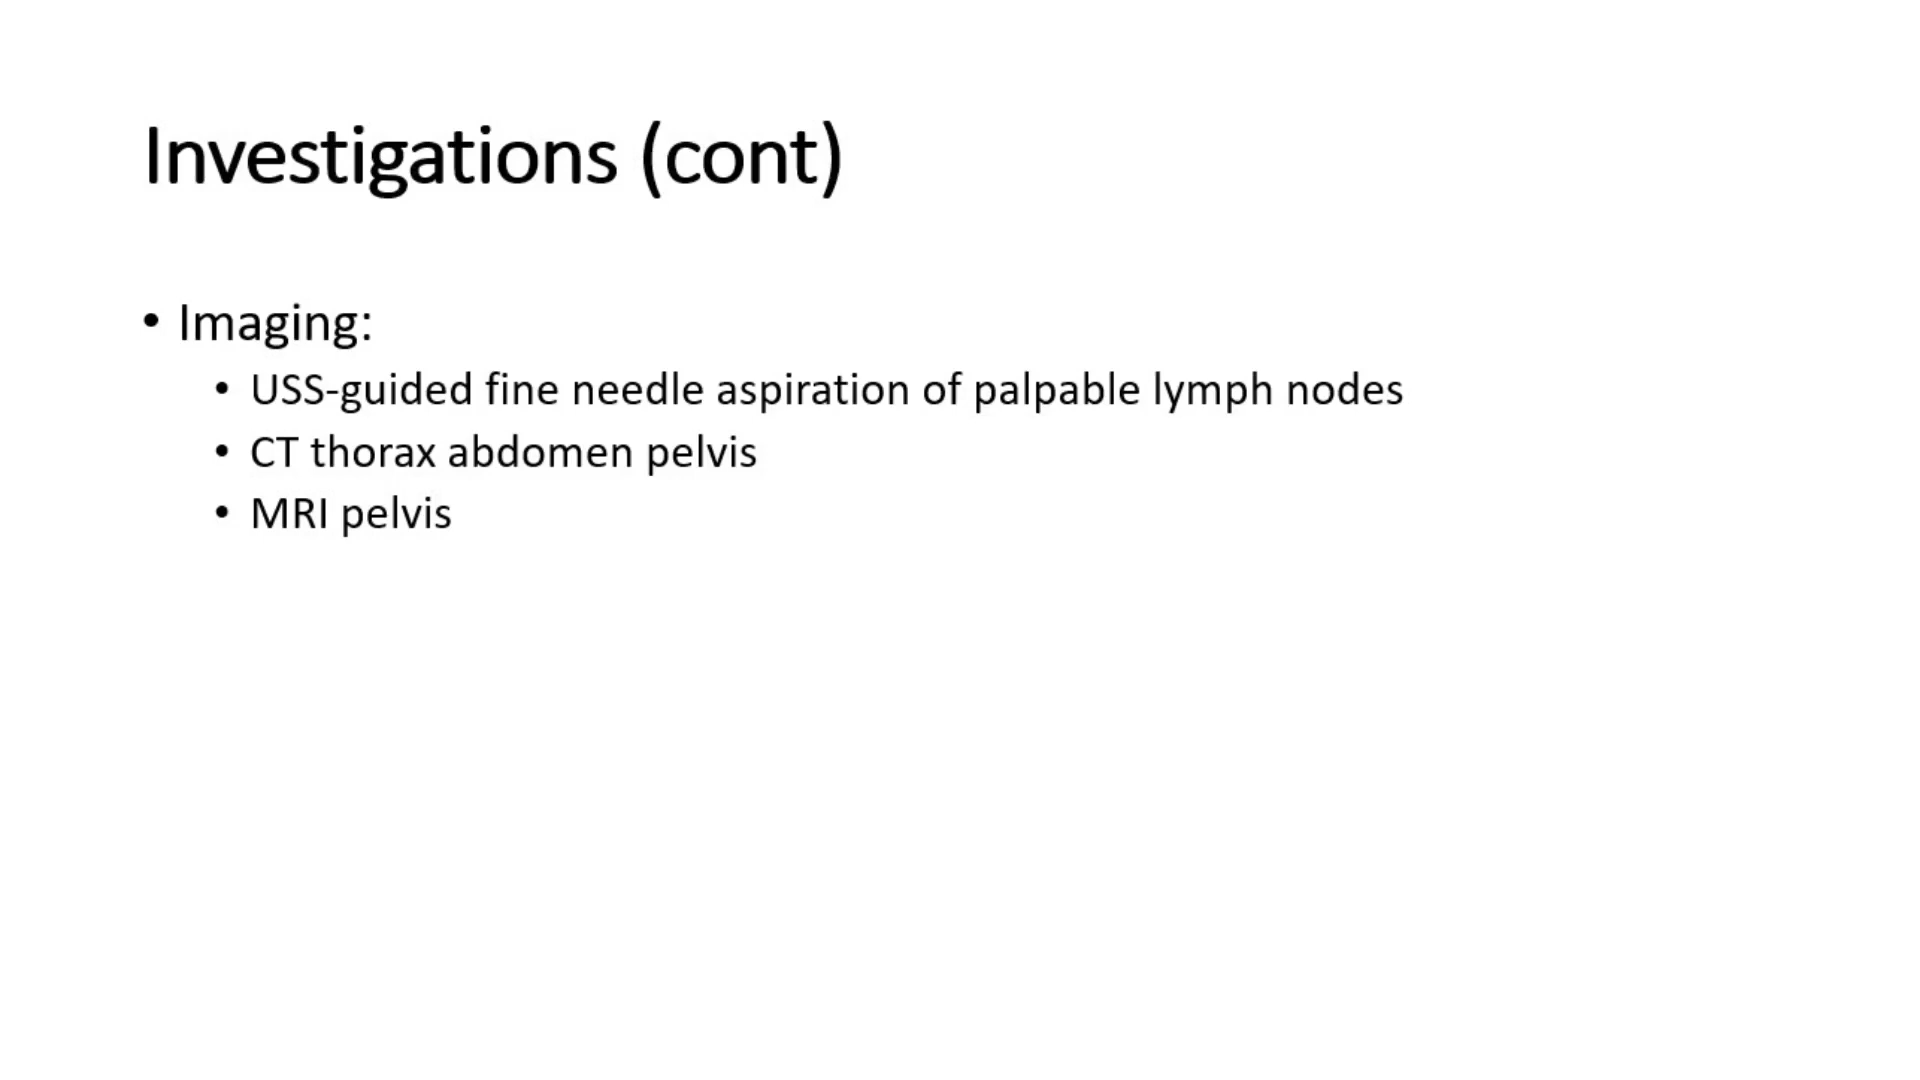 Investigations (cont)
• Imaging:
• USS-guided fine needle aspiration of palpable lymph nodes
• CT thorax abdomen pelvis
• MRI pelvis